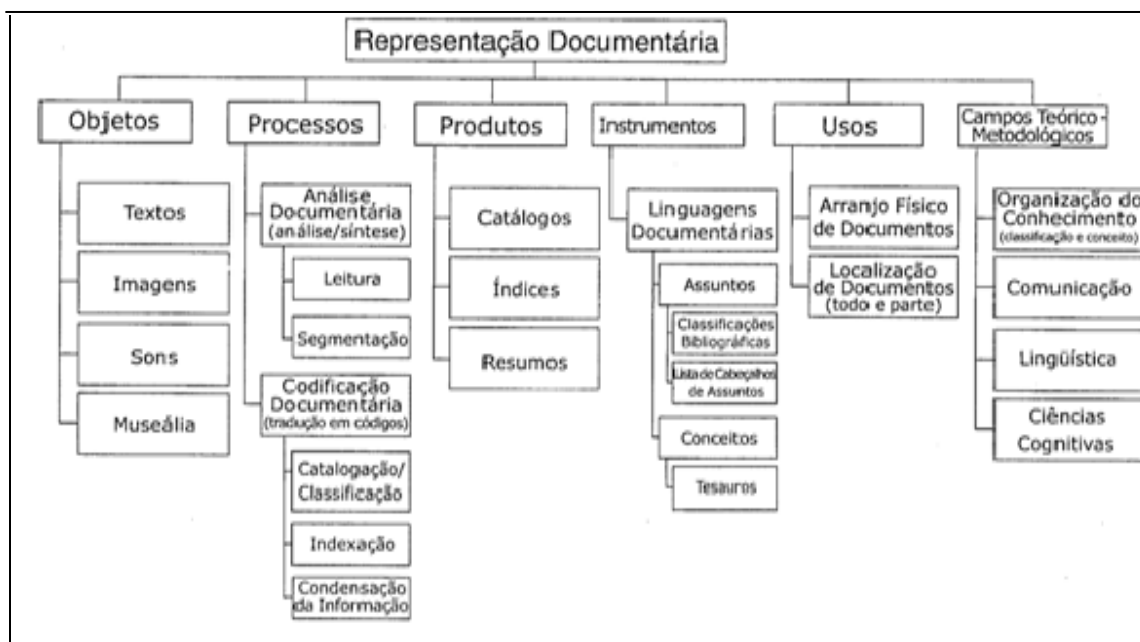 Representação Documentária
Objetos
Textos
Imagens
Sons
Museália
Processos
Análise
Documentária
(análise/síntese)
Leitura
Segmentação
Codificação
Documentária
(tradução em códigos)
Catalogação/
Classificação
Indexação
Condensação
da Informação
Produtos
Catálogos
Índices
Resumos
Instrumentos
Linguagens
Documentárias
Assuntos
Classificações
Bibliográficas
Lista de Cabeçalhos
de Assuntos
Conceitos
Tesauros
Usos
Arranjo Físico
de Documentos
Localização
de Documentos
(todo e parte)
Campos Teórico-
Metodológicos
Organização do
Conhecimento
(classificação e conceito)
Comunicação
Lingüística
Ciências
Cognitivas